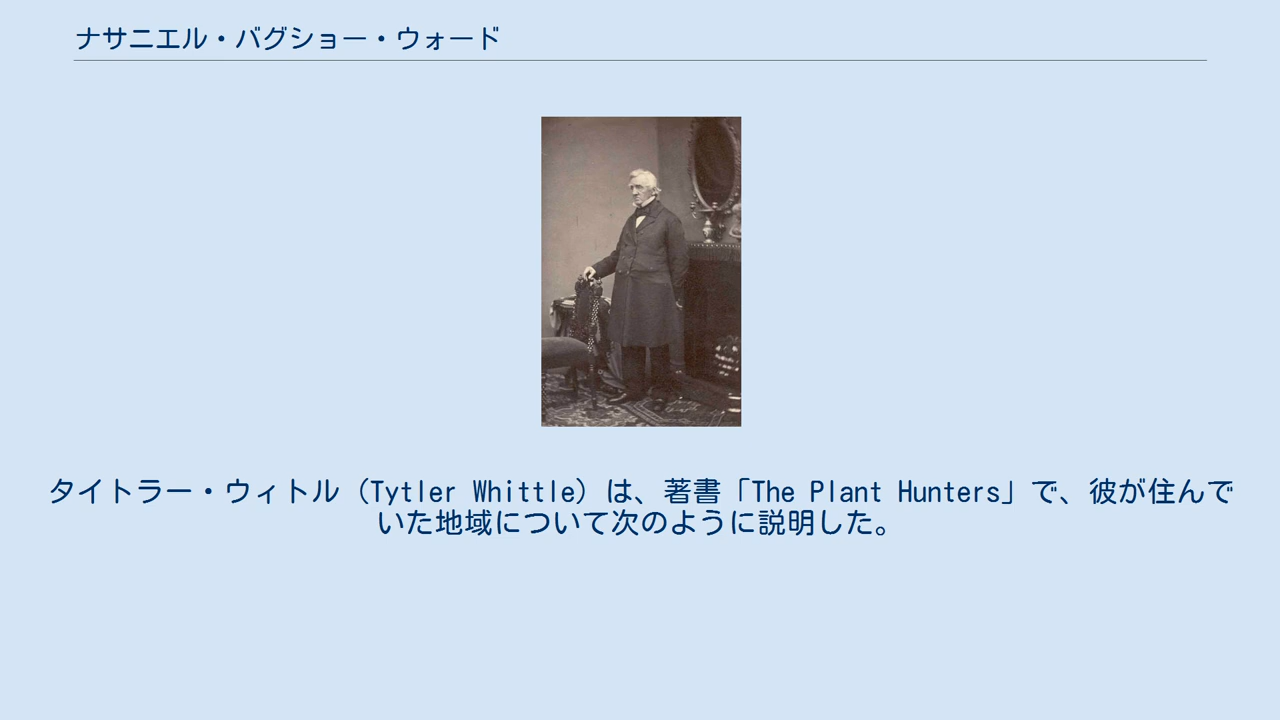 ナサニエル・バグショー・ウォード
タイトラー・ウィトル（Tytler Whittle）は、著書「The Plant Hunters」で、彼が住んで
いた地域について次のように説明した。